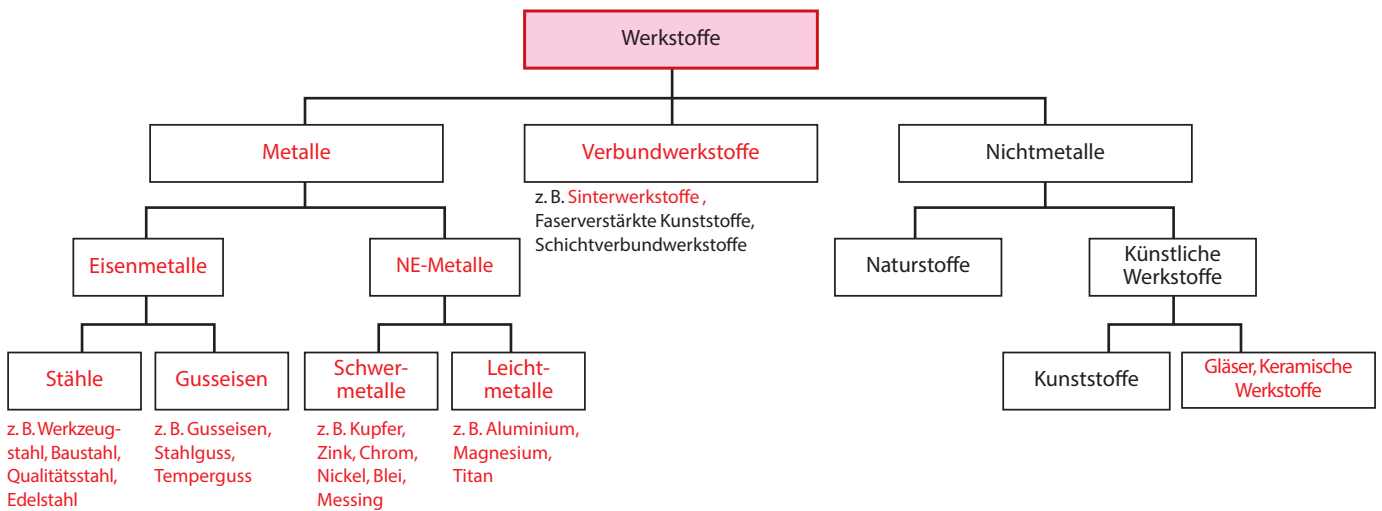 Werkstoffe
Metalle
Verbundwerkstoffe
Nichtmetalle
z. B. Sinterwerkstoffe ,
Faserverstärkte Kunststoffe,
Schichtverbundwerkstoffe
Eisenmetalle
NE-Metalle
Naturstoffe
Künstliche
Werkstoffe
Stähle
Gusseisen
Schwer-
metalle
Leicht-
metalle
Kunststoffe
Gläser, Keramische
Werkstoffe
z. B. Werkzeug-
stahl, Baustahl,
Qualitätsstahl,
Edelstahl
z. B. Gusseisen,
Stahlguss,
Temperguss
z. B. Kupfer,
Zink, Chrom,
Nickel, Blei,
Messing
z. B. Aluminium,
Magnesium,
Titan